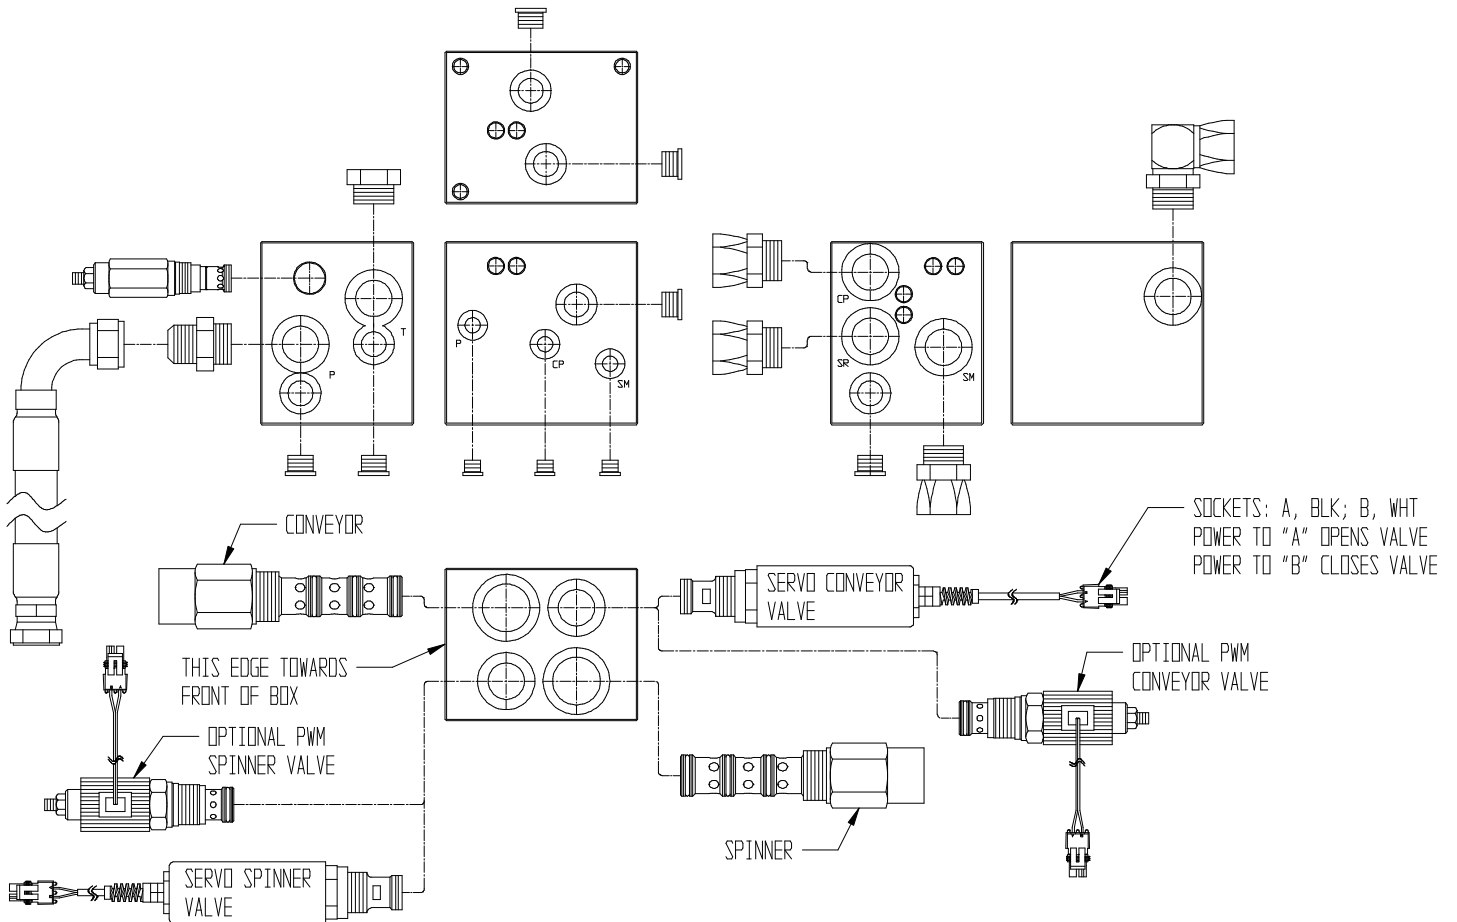 T
P
P
CP
SM
CP
SR
SM
CONVEYOR
SOCKETS: A, BLK; B, WHT
POWER TO "A" OPENS VALVE
POWER TO "B" CLOSES VALVE
SERVO CONVEYOR
VALVE
THIS EDGE TOWARDS
FRONT OF BOX
OPTIONAL PWM
CONVEYOR VALVE
OPTIONAL PWM
SPINNER VALVE
SPINNER
SERVO SPINNER
VALVE